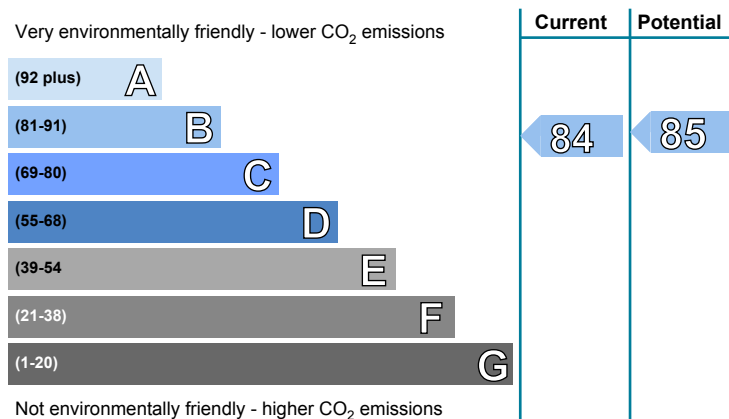 Very environmentally friendly - lower CO2 emissions
Current Potential
(92 plus) A
(81-91) B
84 85
(69-80) C
(55-68) D
(39-54 E
(21-38) F
(1-20) G
Not environmentally friendly - higher CO2 emissions